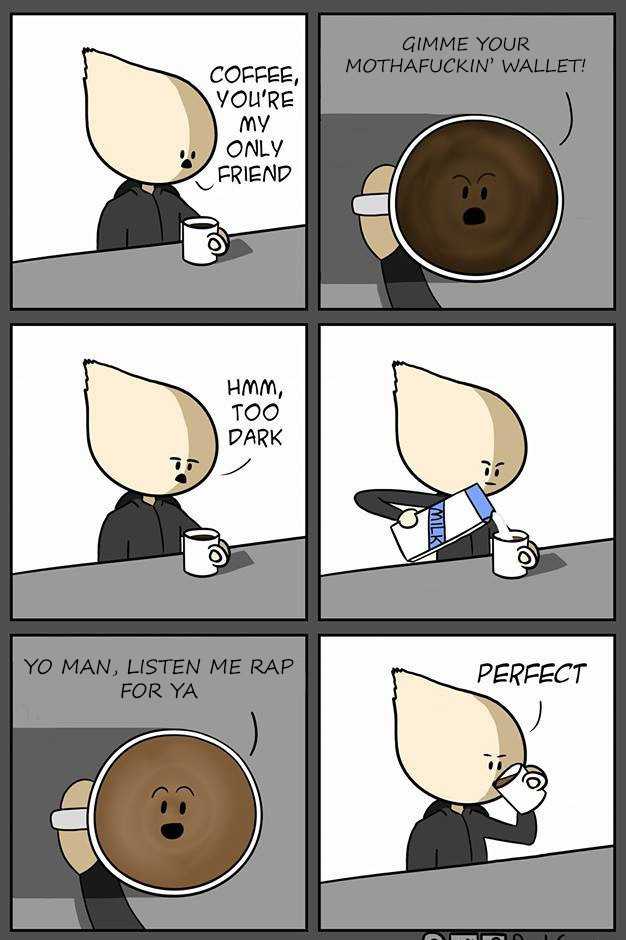 COFFEE,
YOU'RE
MY
ONLY
FRIEND
GIMME YOUR
MOTHAFUCKIN' WALLET!
HMM,
TOO
DARK
MILK
YO MAN, LISTEN ME RAP
FOR YA
PERFECT